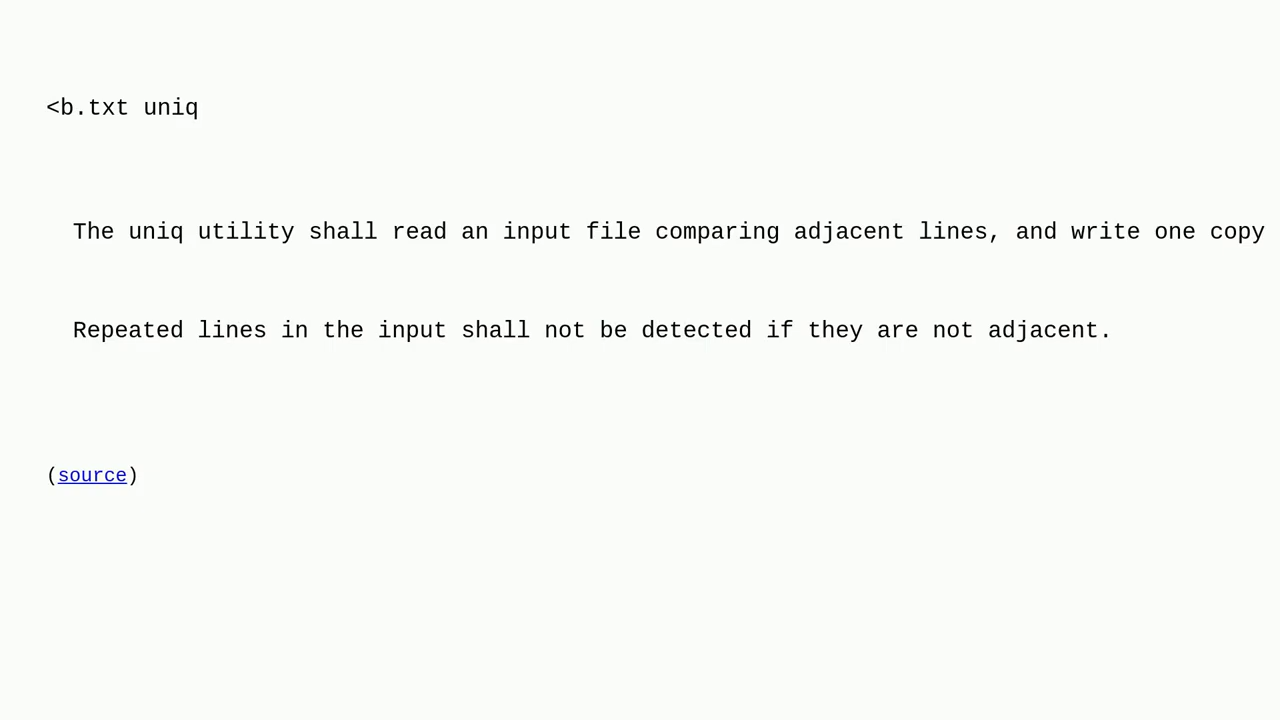 <b.txt uniq
The uniq utility shall read an input file comparing adjacent lines, and write one copy
Repeated lines in the input shall not be detected if they are not adjacent.
(source)